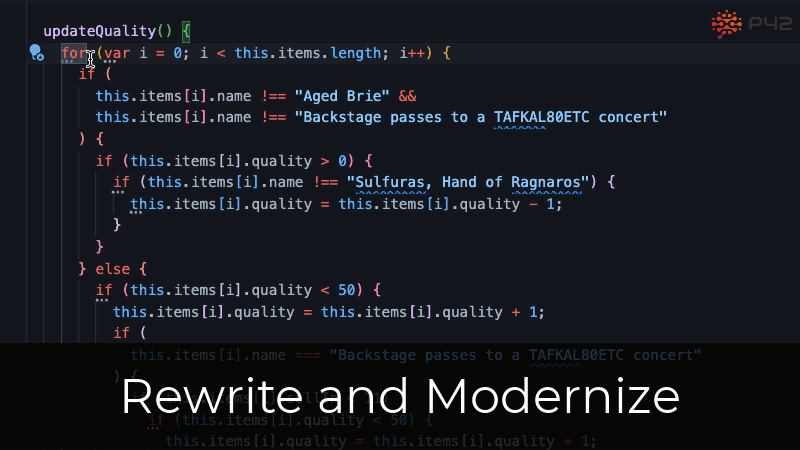 P42
updateQuality() {
for (var i = 0; i < this.items.length; i++) {
if (
this.items[i].name !== "Aged Brie" &&
this.items[i].name !== "Backstage passes to a TAFKAL80ETC concert"
) {
if (this.items[i].quality > 0) {
if (this.items[i].name !== "Sulfuras, Hand of Ragnaros") {
this.items[i].quality = this.items[i].quality - 1;
}
}
} else {
if (this.items[i].quality < 50) {
this.items[i].quality = this.items[i].quality + 1;
if (
this.items[i].name === "Backstage passes to a TAFKAL80ETC concert"
) {
Rewrite and Modernize
if (this.items[i].quality < 50) {
this.items[i].quality = this.items[i].quality + 1;